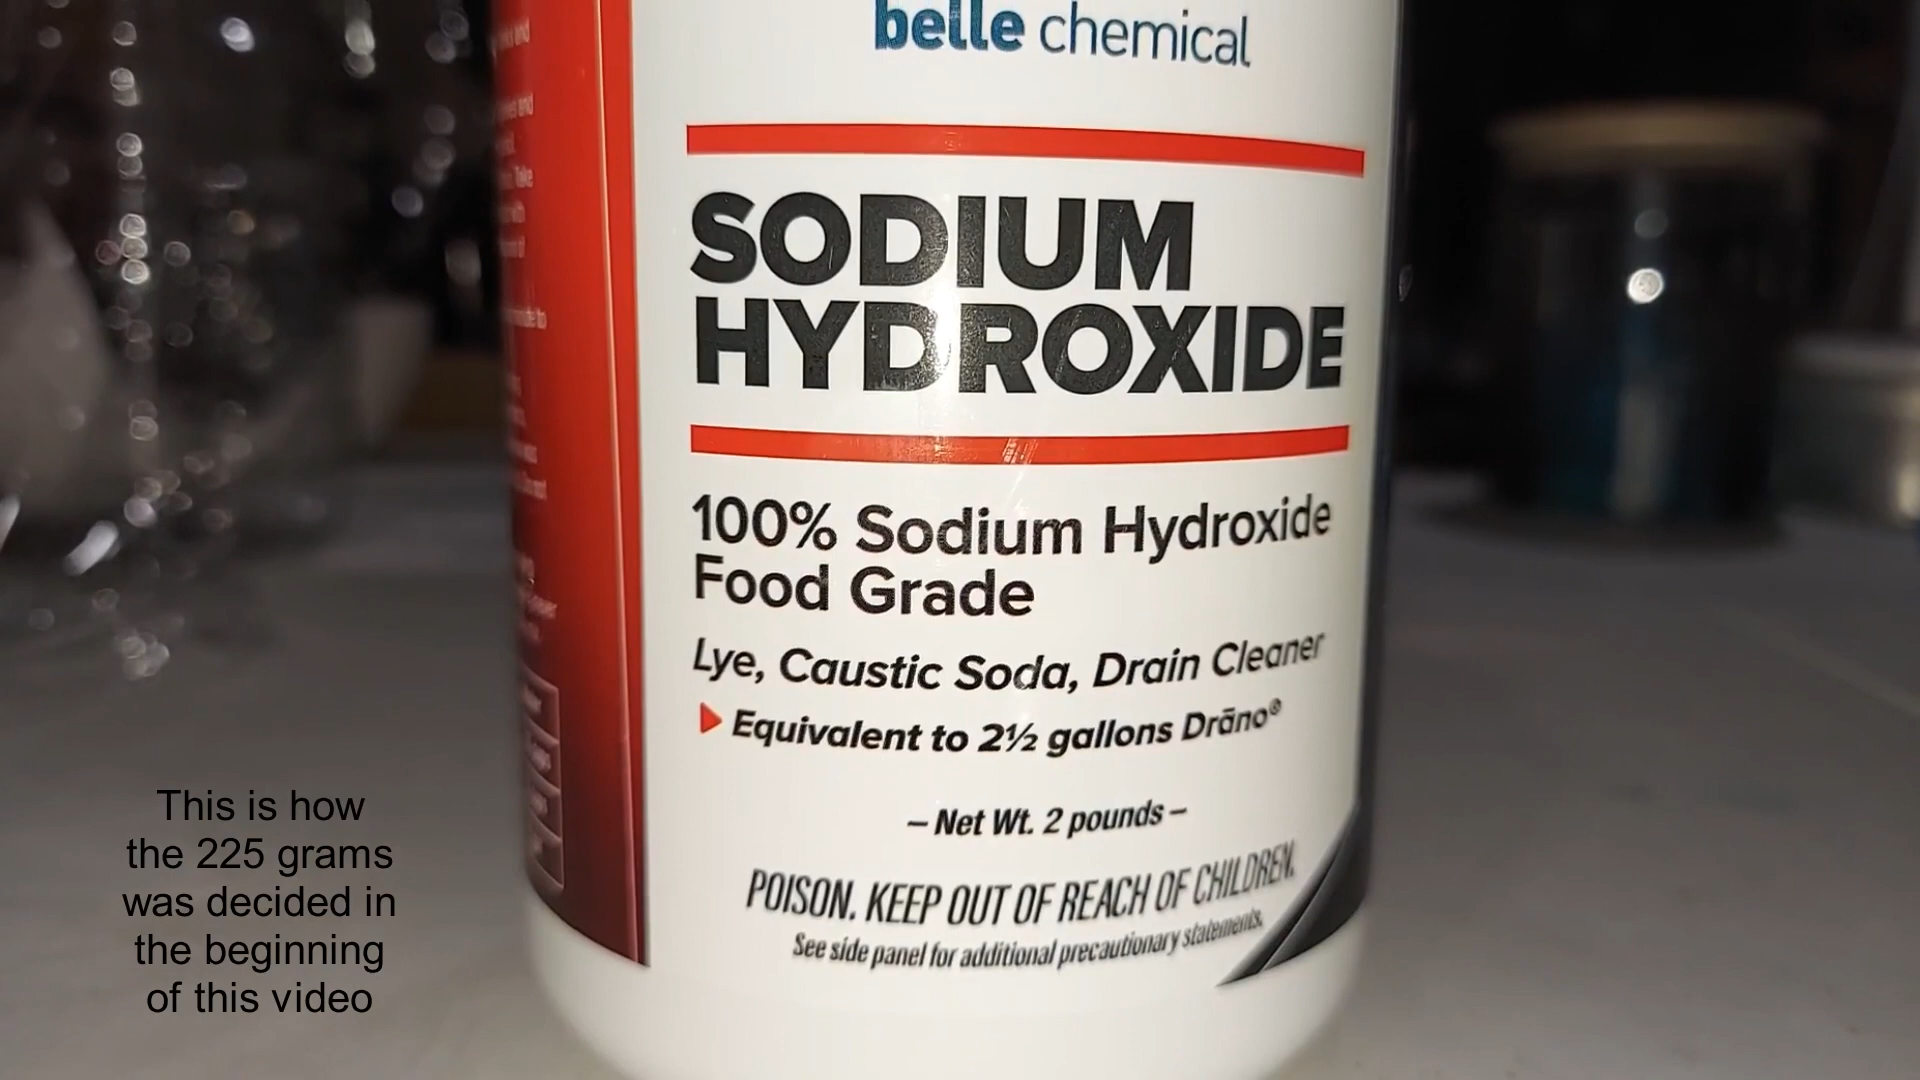 belle chemical
SODIUM
HYDROXIDE
100% Sodium Hydroxide
Food Grade
Lye, Caustic Soda, Drain Cleaner
Equivalent to 2½ gallons Drāno®
– Net Wt. 2 pounds –
POISON. KEEP OUT OF REACH OF CHILDREN.
See side panel for additional precautionary statements.
This is how
the 225 grams
was decided in
the beginning
of this video